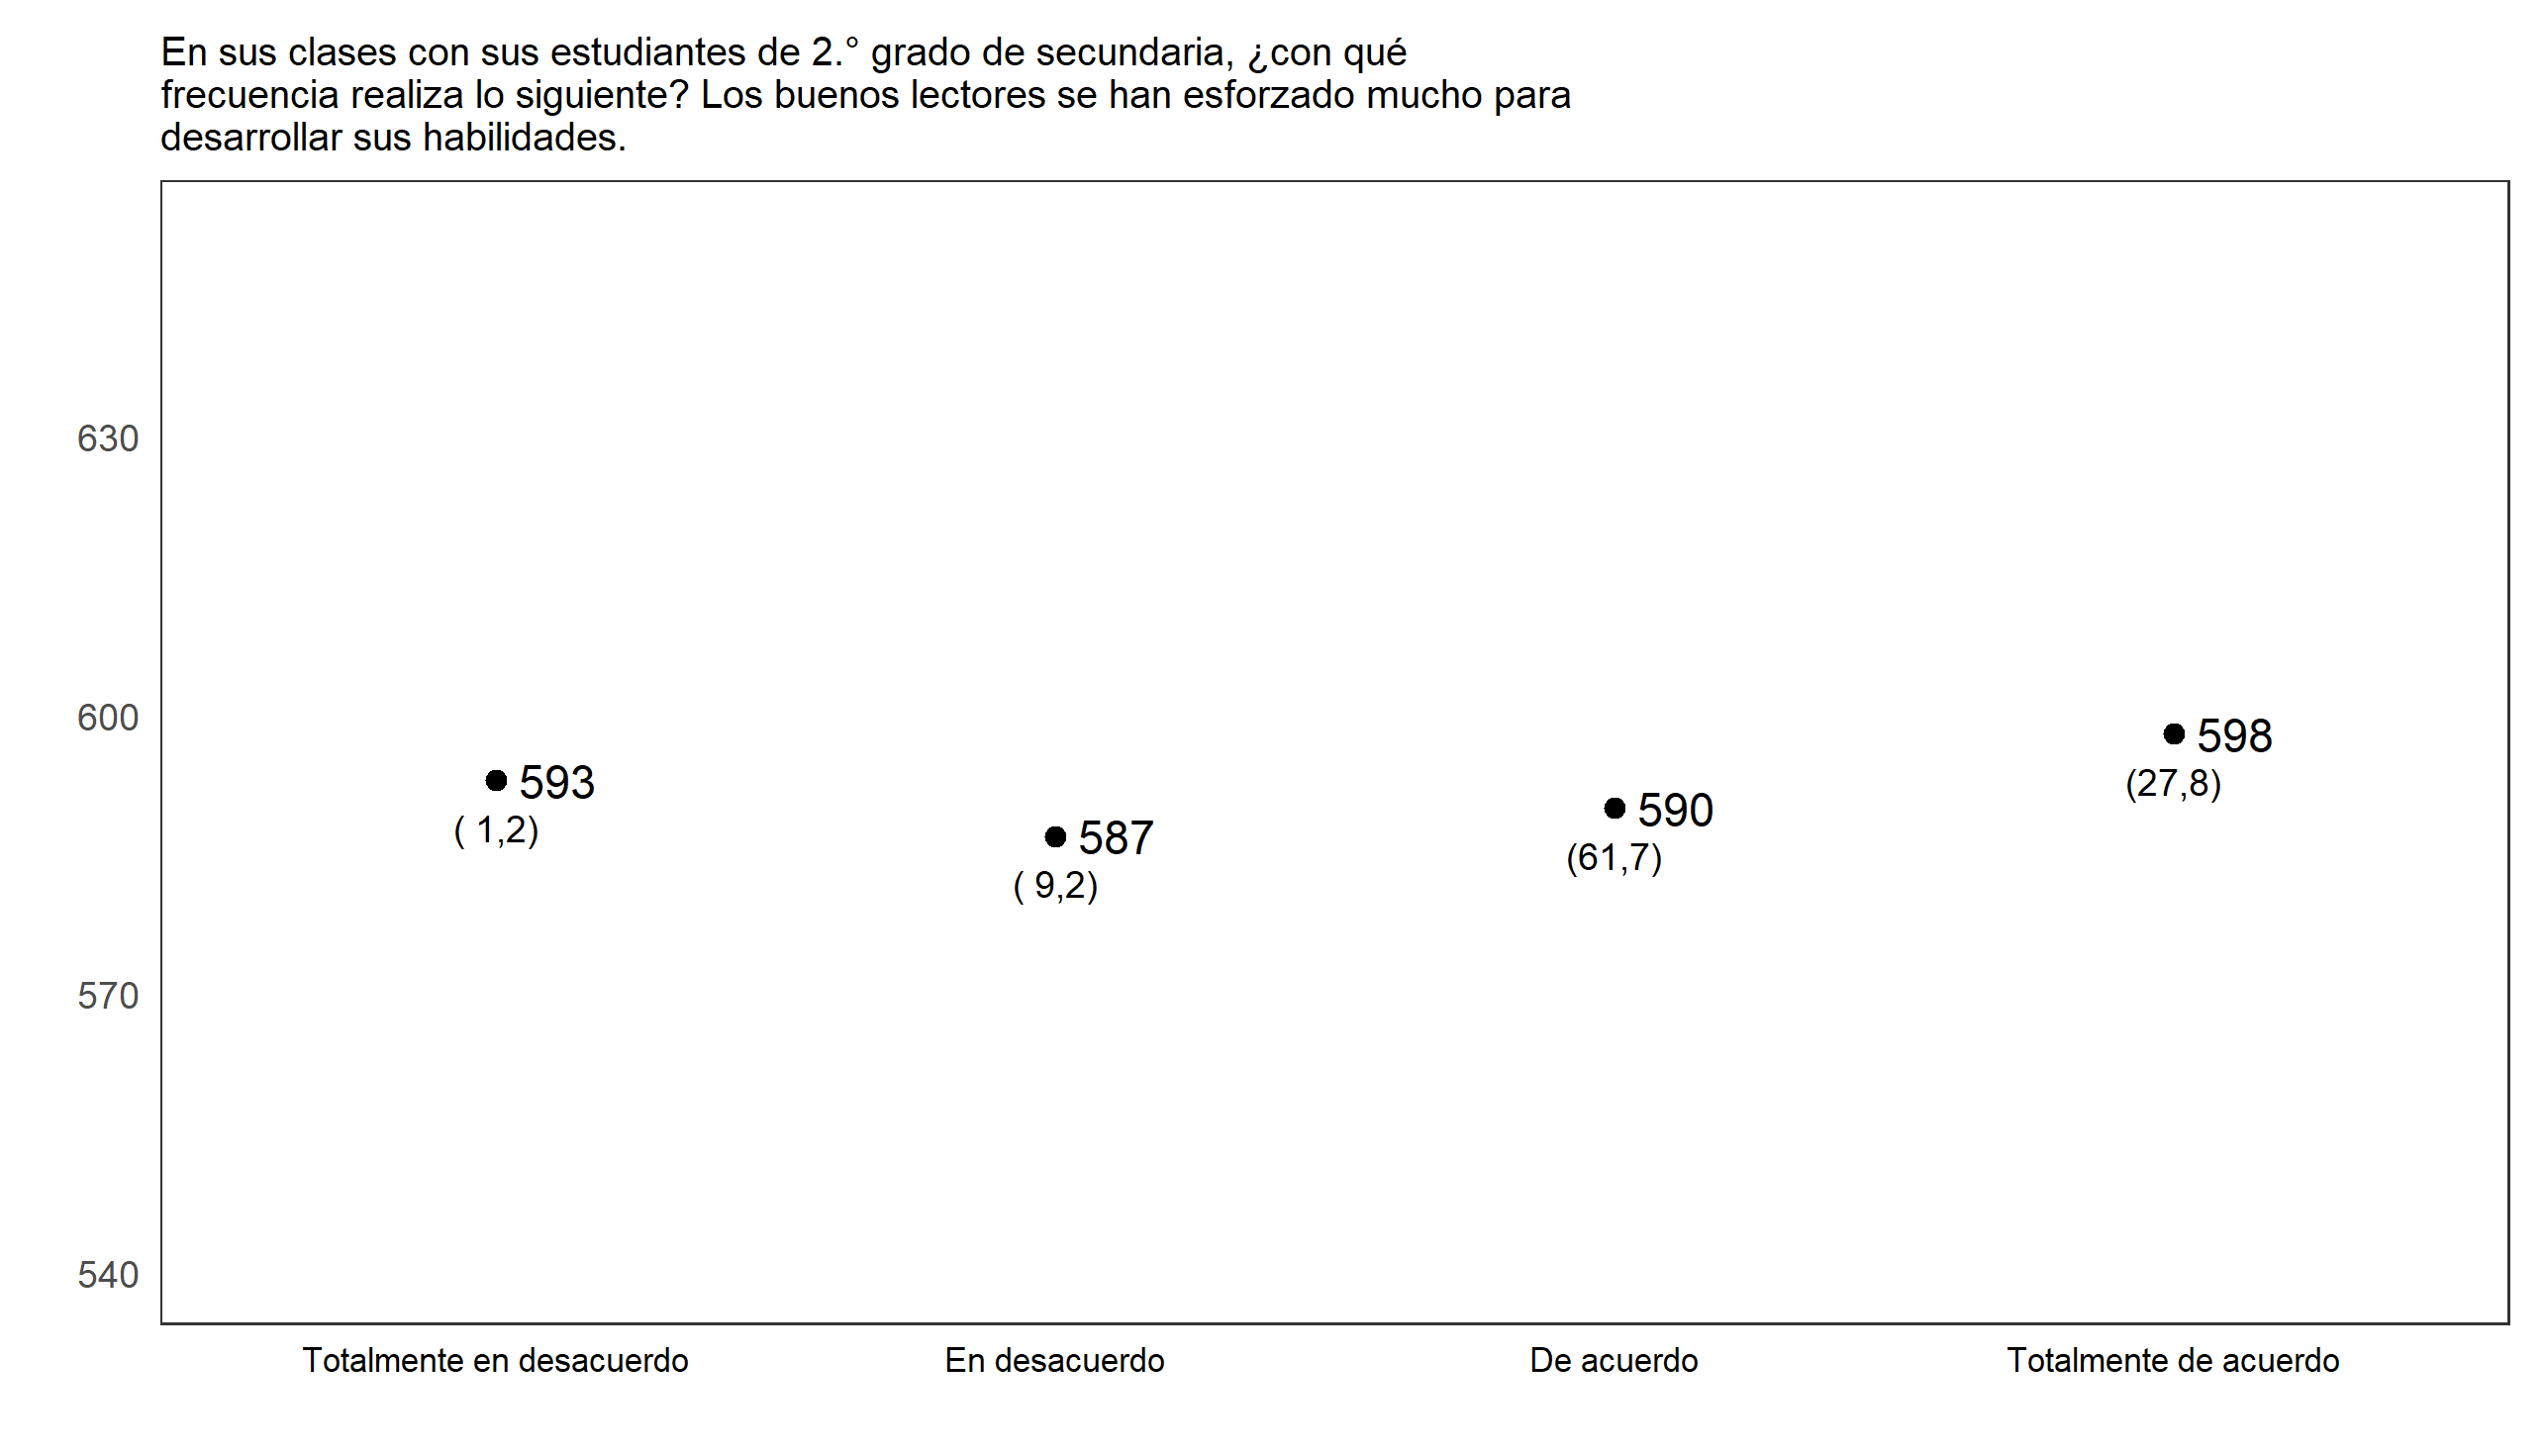 En sus clases con sus estudiantes de 2.° grado de secundaria, ¿con qué
frecuencia realiza lo siguiente? Los buenos lectores se han esforzado mucho para
desarrollar sus habilidades.
630
600
570
540
593
( 1,2)
587
( 9,2)
590
(61,7)
598
(27,8)
Totalmente en desacuerdo
En desacuerdo
De acuerdo
Totalmente de acuerdo